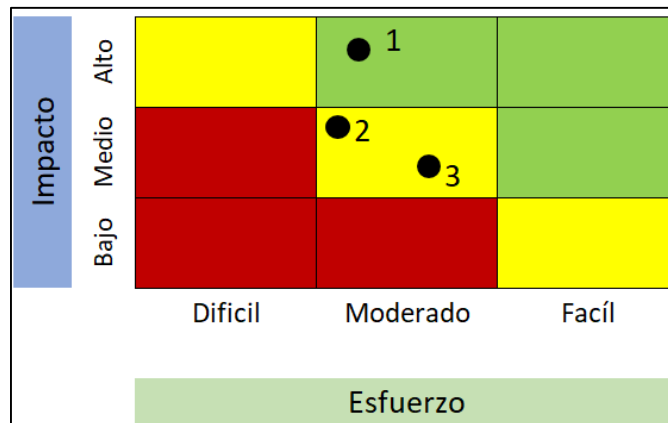 Impacto
Alto
Medio
Bajo
1
2
3
Dificil
Moderado
Facíl
Esfuerzo